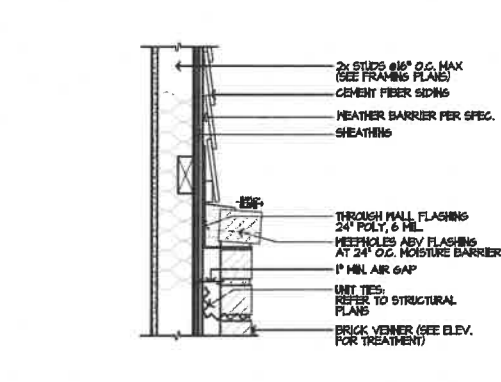 2x STUDS @16" O.C. MAX
(SEE FRAMING PLANS)
CEMENT FIBER SIDING
WEATHER BARRIER PER SPEC.
SHEATHING
THROUGH WALL FLASHING
24" POLY, 6 MIL
WEEPHOLES ABV FLASHING
AT 24" O.C. MOISTURE BARRIER
1" MIN. AIR GAP
UNIT TIES:
REFER TO STRUCTURAL
PLANS
BRICK VENNER (SEE ELEV.
FOR TREATMENT)